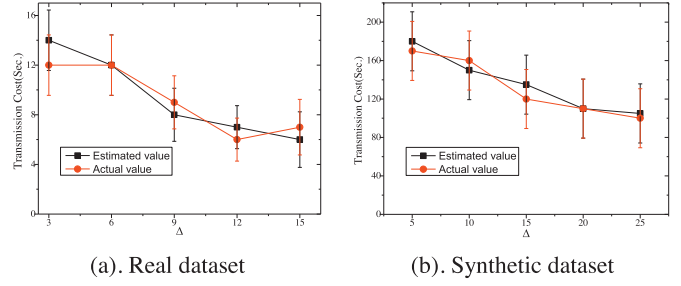 16
12
8
4
0
Transmission Cost(Sec.)
Estimated value
Actual value
3 6 9 12 15
Δ
(a). Real dataset
200
160
120
80
40
0
Transmission Cost(Sec.)
Estimated value
Actual value
5 10 15 20 25
Δ
(b). Synthetic dataset